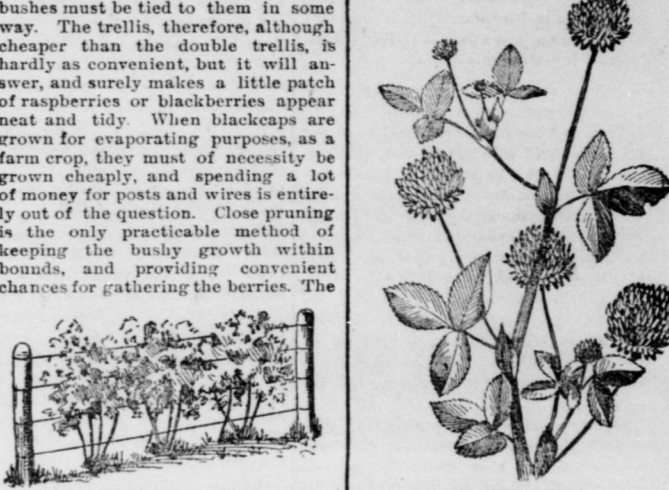 bushes must be tied to them in some
way. The trellis, therefore, although
cheaper than the double trellis, is
hardly as convenient, but it will an-
swer, and surely makes a little patch
of raspberries or blackberries appear
neat and tidy. When blackcaps are
grown for evaporating purposes, as a
farm crop, they must of necessity be
grown cheaply, and spending a lot
of money for posts and wires is entire-
ly out of the question. Close pruning
is the only practicable method of
keeping the bushy growth within
bounds, and providing convenient
chances for gathering the berries. The